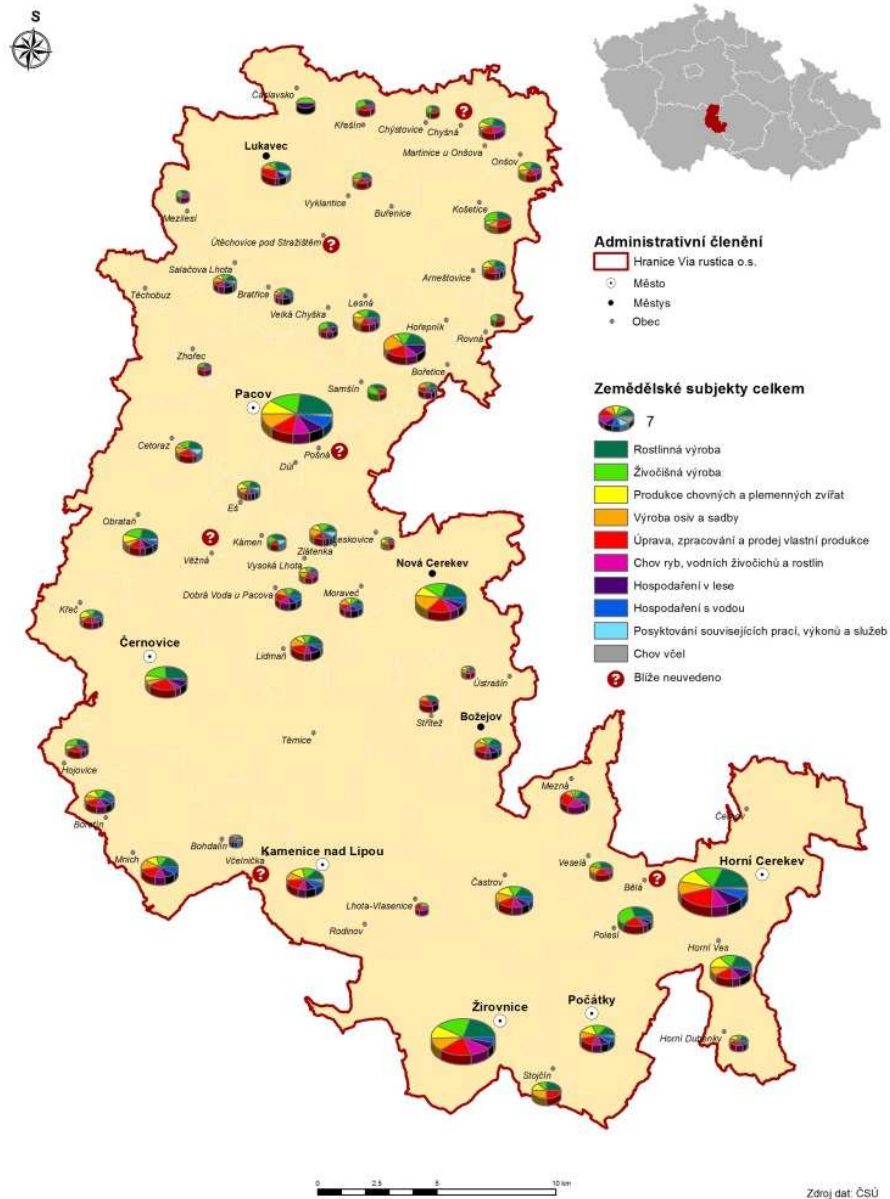 S
Čáslavsko
Křešín
Chýstovice
Chyšná
Martinice u Onšova
Lukavec
Onšov
Vyklantice
Buřenice
Košetice
Mezilesí
Útěchovice pod Stražištěm
Salačova Lhota
Těchobuz
Bratřice
Velká Chyška
Lesná
Arneštovice
Hořepník
Rovná
Zhořec
Bořetice
Pacov
Samšín
Cetoraz
Pošná
Důl
Eš
Obrataň
Věžná
Kámen
Zlátenka
Vysoká Lhota
Nová Cerekev
Dobrá Voda u Pacova
Moraveč
Křeč
Černovice
Lidmaň
Ústrašín
Střítež
Božejov
Těmice
Hojovice
Mezná
Mnich
Bohdalín
Včelnička
Kamenice nad Lipou
Veselá
Bělá
Horní Cerekev
Častrov
Lhota-Vlasenice
Rodinov
Polesí
Horní Ves
Žirovnice
Počátky
Horní Dubenky
Stojčín
Administrativní členění
Hranice Via rustica o.s.
Město
Městys
Obec
Zemědělské subjekty celkem
7
Rostlinná výroba
Živočišná výroba
Produkce chovných a plemenných zvířat
Výroba osiv a sadby
Úprava, zpracování a prodej vlastní produkce
Chov ryb, vodních živočichů a rostlin
Hospodaření v lese
Hospodaření s vodou
Posyktování souvisejících prací, výkonů a služeb
Chov včel
? Blíže neuvedeno
0 2,5 5 10 km
Zdroj dat: ČSÚ